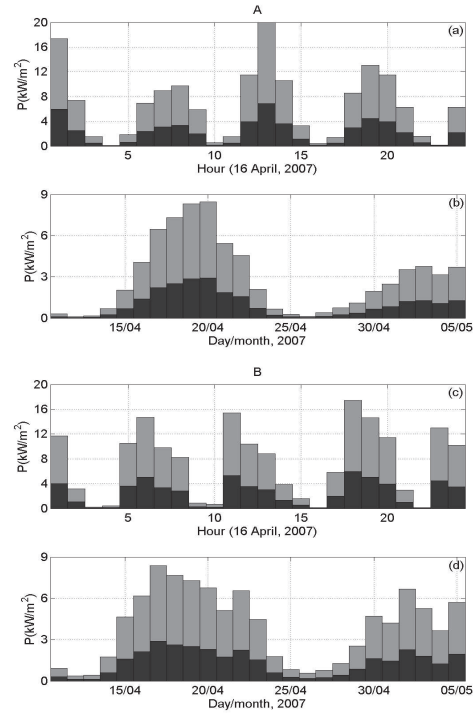 A
(a)
P(kW/m²)
20
16
12
8
4
0
5
10
15
20
Hour (16 April, 2007)
(b)
P(kW/m²)
9
6
3
0
15/04
20/04
25/04
30/04
05/05
Day/month, 2007
B
(c)
P(kW/m²)
20
16
12
8
4
0
5
10
15
20
Hour (16 April, 2007)
(d)
P(kW/m²)
9
6
3
0
15/04
20/04
25/04
30/04
05/05
Day/month, 2007